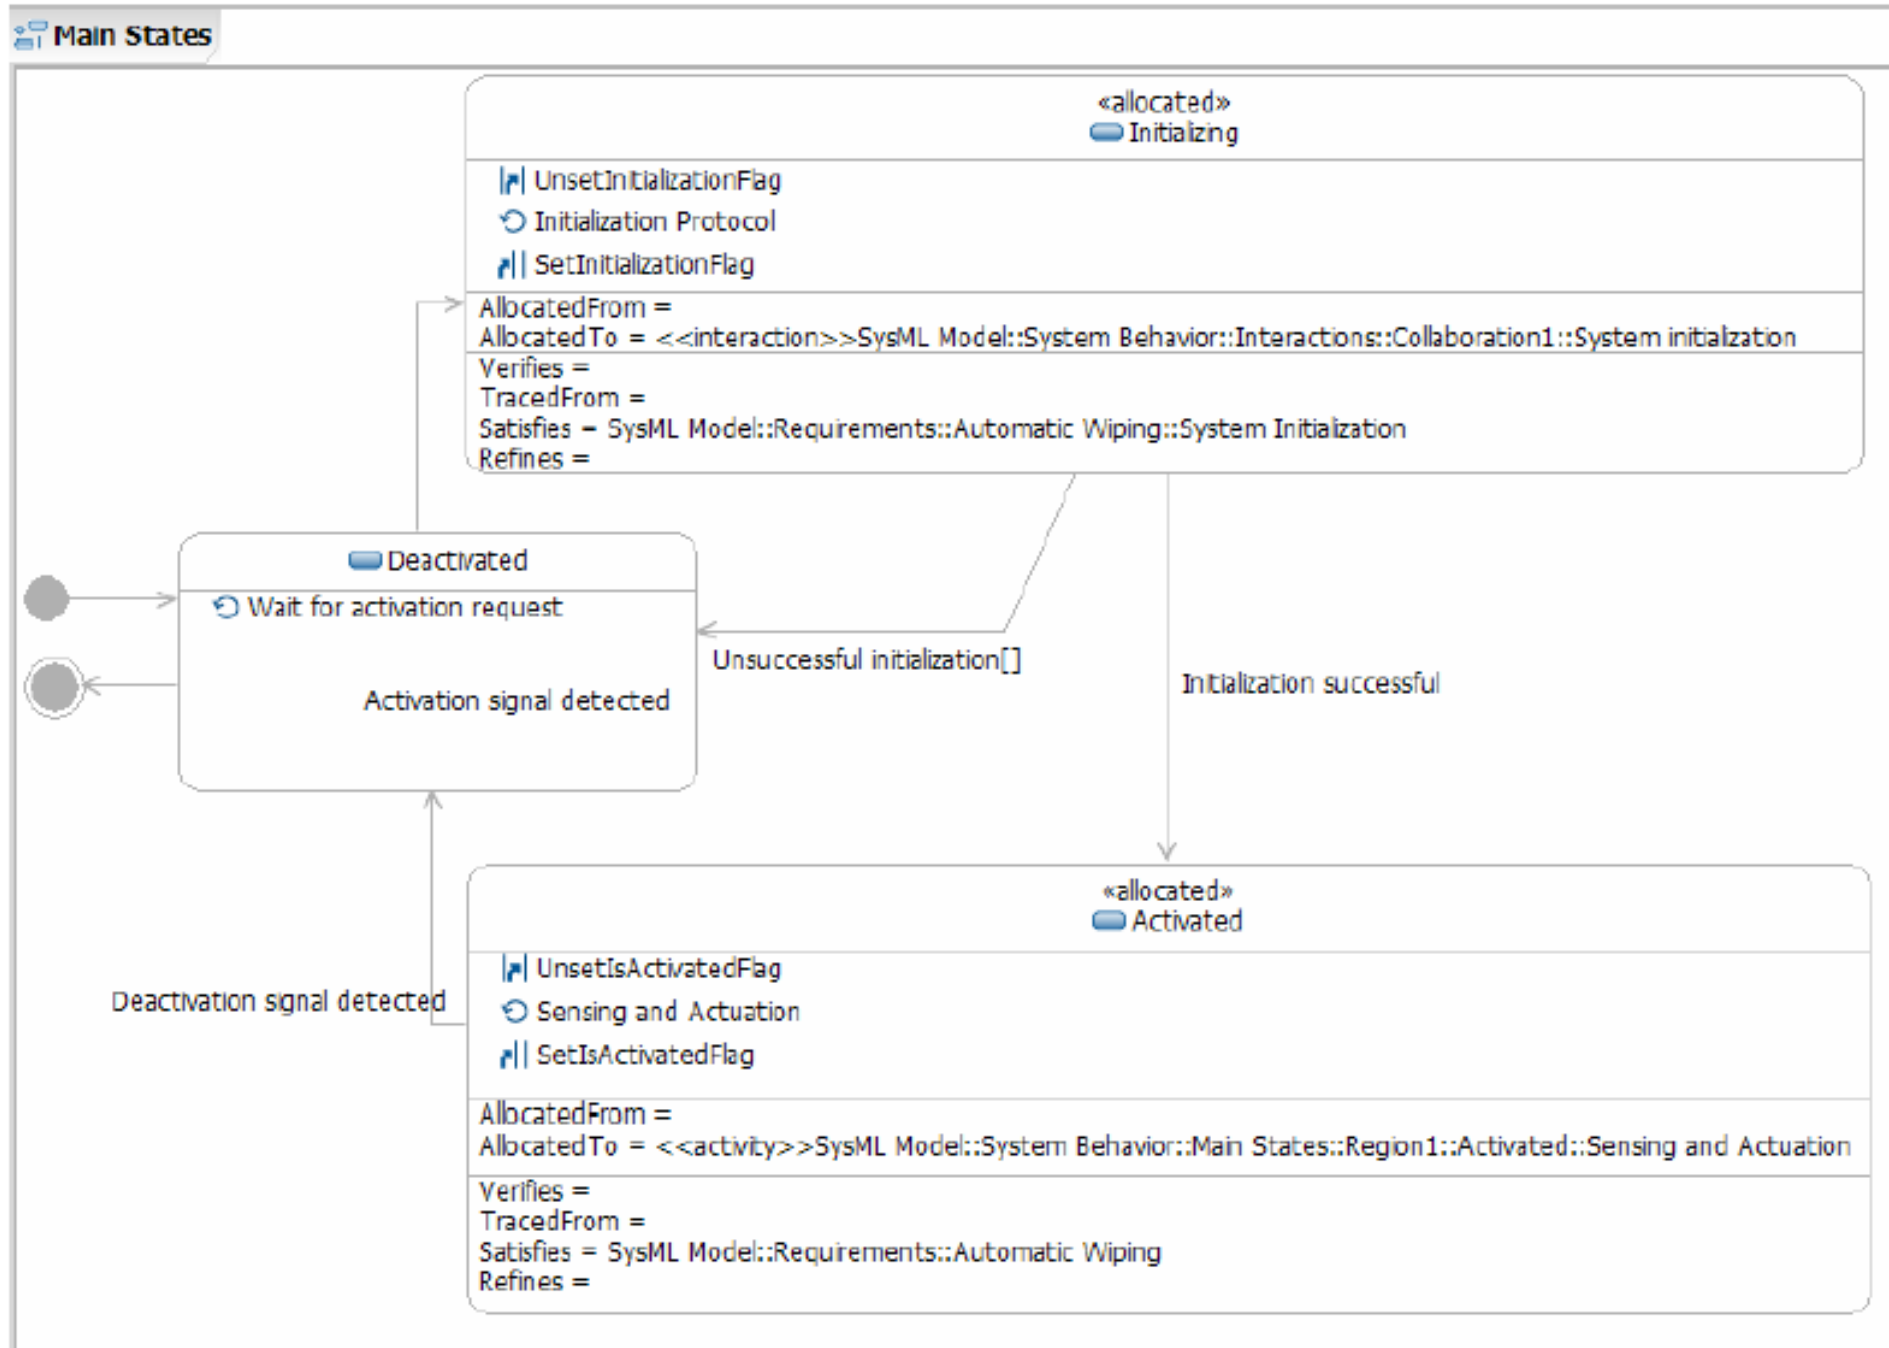 Main States
«allocated»
Initializing
UnsetInitializationFlag
Initialization Protocol
SetInitializationFlag
AllocatedFrom =
AllocatedTo = <<interaction>>SysML Model::System Behavior::Interactions::Collaboration1::System initialization
Verifies =
TracedFrom =
Satisfies = SysML Model::Requirements::Automatic Wiping::System Initialization
Refines =
Deactivated
Wait for activation request
Activation signal detected
Unsuccessful initialization[]
Initialization successful
Deactivation signal detected
«allocated»
Activated
UnsetIsActivatedFlag
Sensing and Actuation
SetIsActivatedFlag
AllocatedFrom =
AllocatedTo = <<activity>>SysML Model::System Behavior::Main States::Region1::Activated::Sensing and Actuation
Verifies =
TracedFrom =
Satisfies = SysML Model::Requirements::Automatic Wiping
Refines =